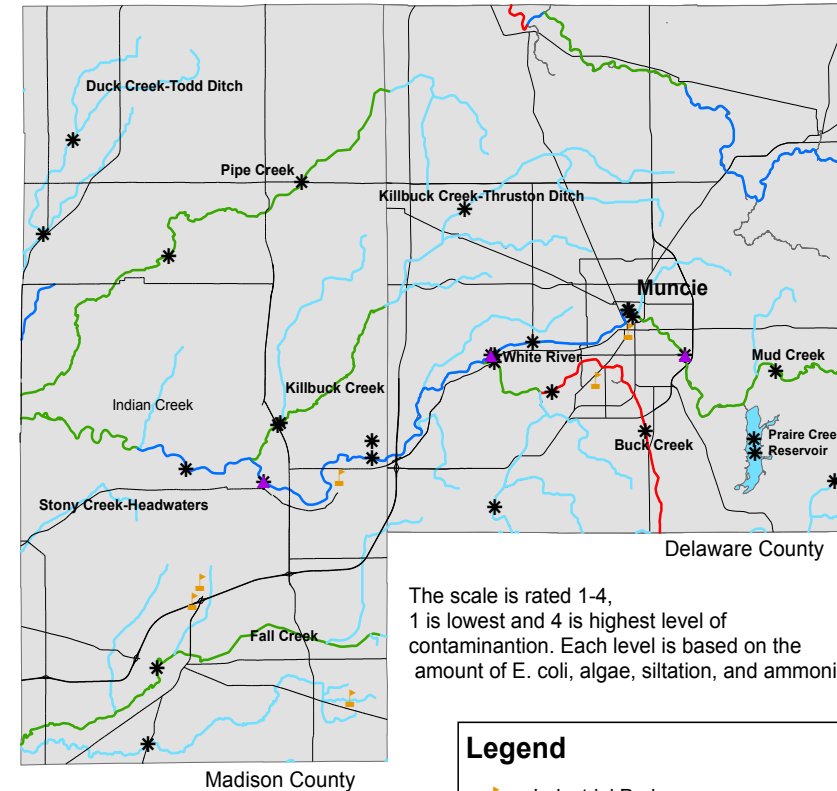 Duck Creek-Todd Ditch
Pipe Creek
Killbuck Creek-Thruston Ditch
Muncie
White River
Mud Creek
Killbuck Creek
Indian Creek
Buck Creek
Praire Cree
Reservoir
Stony Creek-Headwaters
Delaware County
The scale is rated 1-4,
1 is lowest and 4 is highest level of
contaminantion. Each level is based on the
amount of E. coli, algae, siltation, and ammoni
Fall Creek
Legend
Madison County